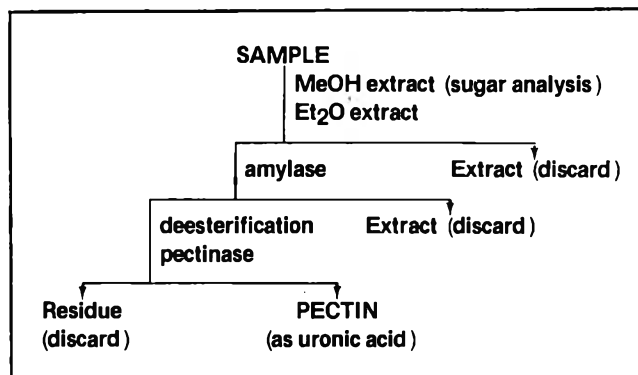 SAMPLE
MeOH extract (sugar analysis)
Et2O extract
amylase
Extract (discard)
deesterification
pectinase
Extract (discard)
Residue
(discard)
PECTIN
(as uronic acid)